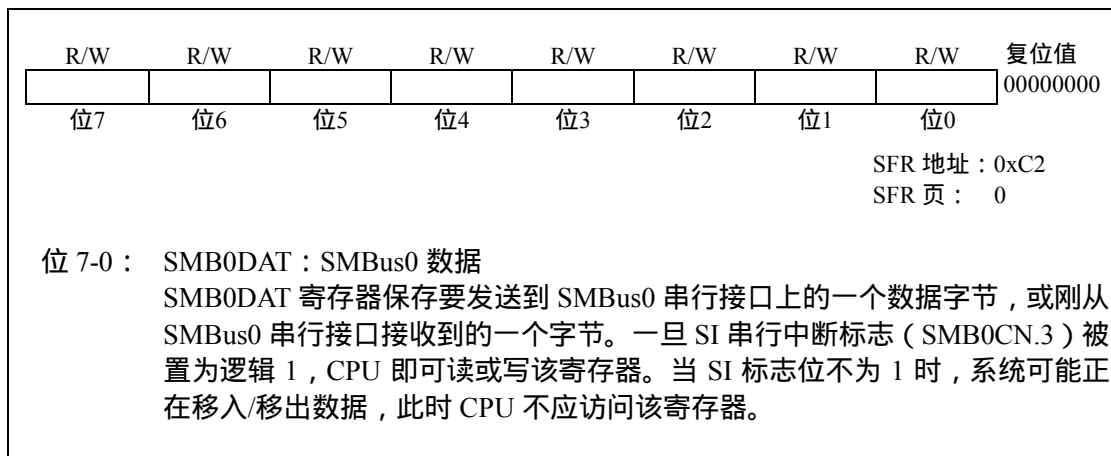 R/W R/W R/W R/W R/W R/W R/W R/W 复位值
00000000
位7 位6 位5 位4 位3 位2 位1 位0
SFR 地址：0xC2
SFR 页： 0
位 7-0： SMB0DAT：SMBus0 数据
SMB0DAT 寄存器保存要发送到 SMBus0 串行接口上的一个数据字节，或刚从
SMBus0 串行接口接收到的一个字节。一旦 SI 串行中断标志（SMB0CN.3）被
置为逻辑 1，CPU 即可读或写该寄存器。当 SI 标志位不为 1 时，系统可能正
在移入/移出数据，此时 CPU 不应访问该寄存器。